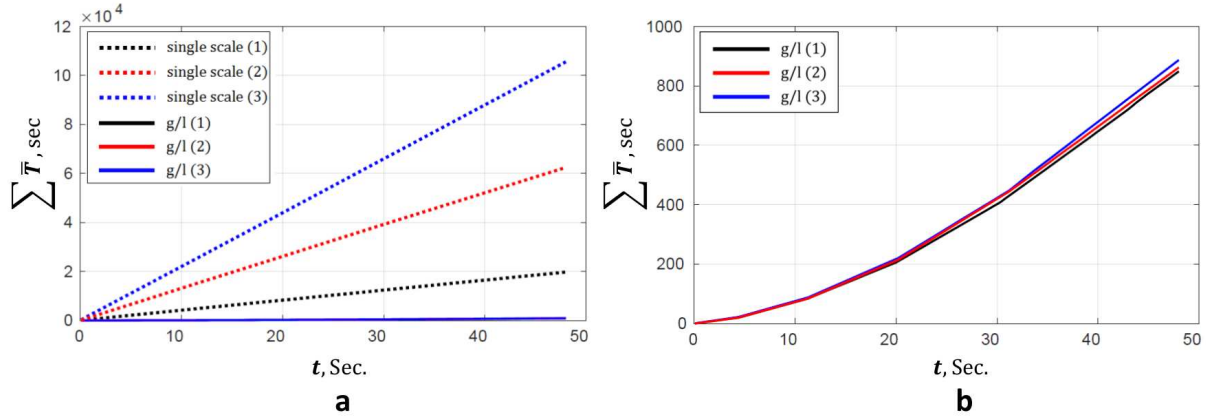 × 10⁴
12
10
8
6
4
2
0
0 10 20 30 40 50
single scale (1)
single scale (2)
single scale (3)
g/l (1)
g/l (2)
g/l (3)
∑ T̿, sec
t, Sec.
a
1000
800
600
400
200
0
0 10 20 30 40 50
g/l (1)
g/l (2)
g/l (3)
∑ T̿, sec
t, Sec.
b